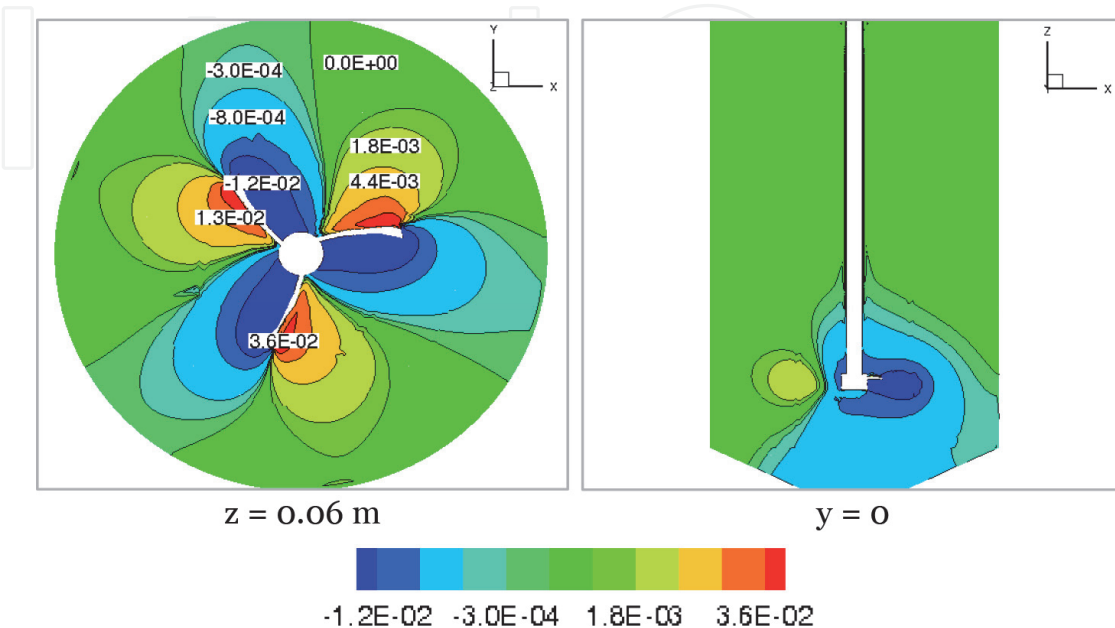 Y
Z X
0.0E+00
-3.0E-04
-8.0E-04
1.8E-03
4.4E-03
-1.2E-02
1.3E-02
3.6E-02
Z
Y X
z = 0.06 m
y = 0
-1.2E-02 -3.0E-04 1.8E-03 3.6E-02